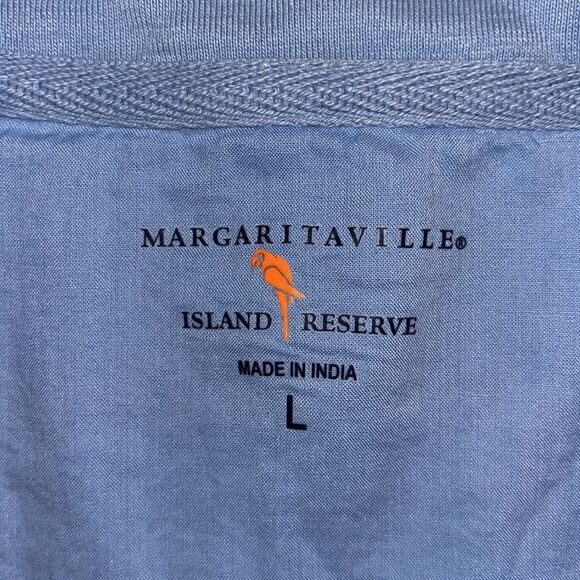 MARGARITAVILLE®
ISLAND RESERVE
MADE IN INDIA
L